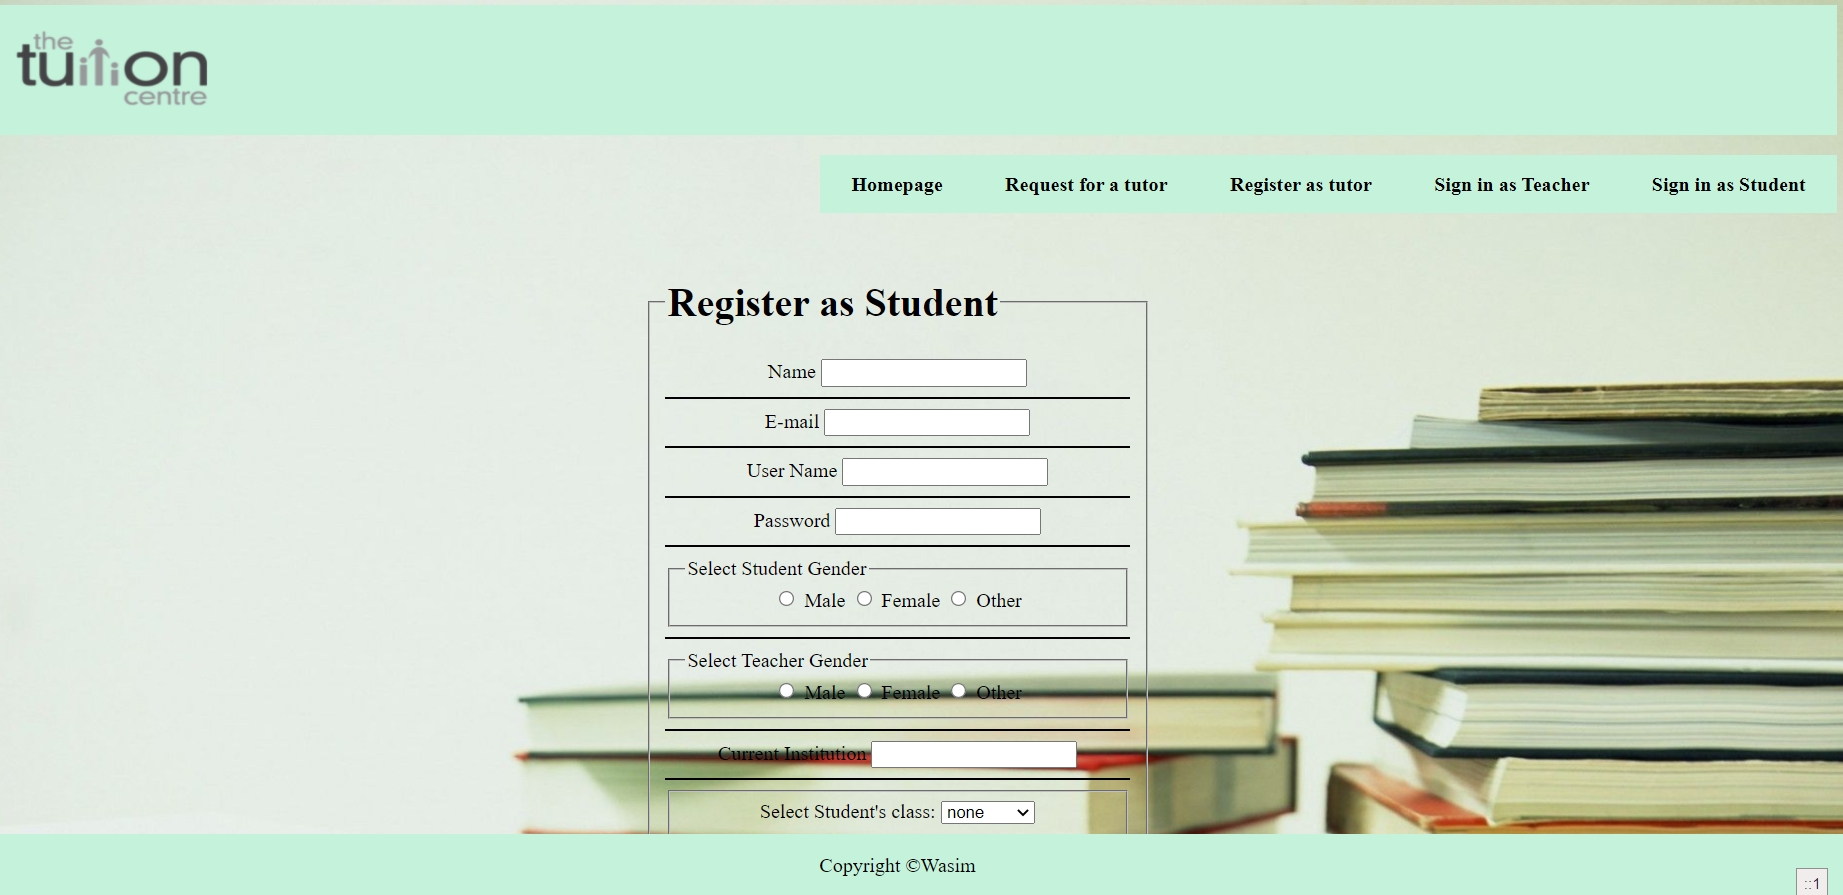 the
tuition
centre
Homepage Request for a tutor Register as tutor Sign in as Teacher Sign in as Student
Register as Student
Name
E-mail
User Name
Password
Select Student Gender
Male Female Other
Select Teacher Gender
Male Female Other
Current Institution
Select Student's class: none
Copyright ©Wasim
::1